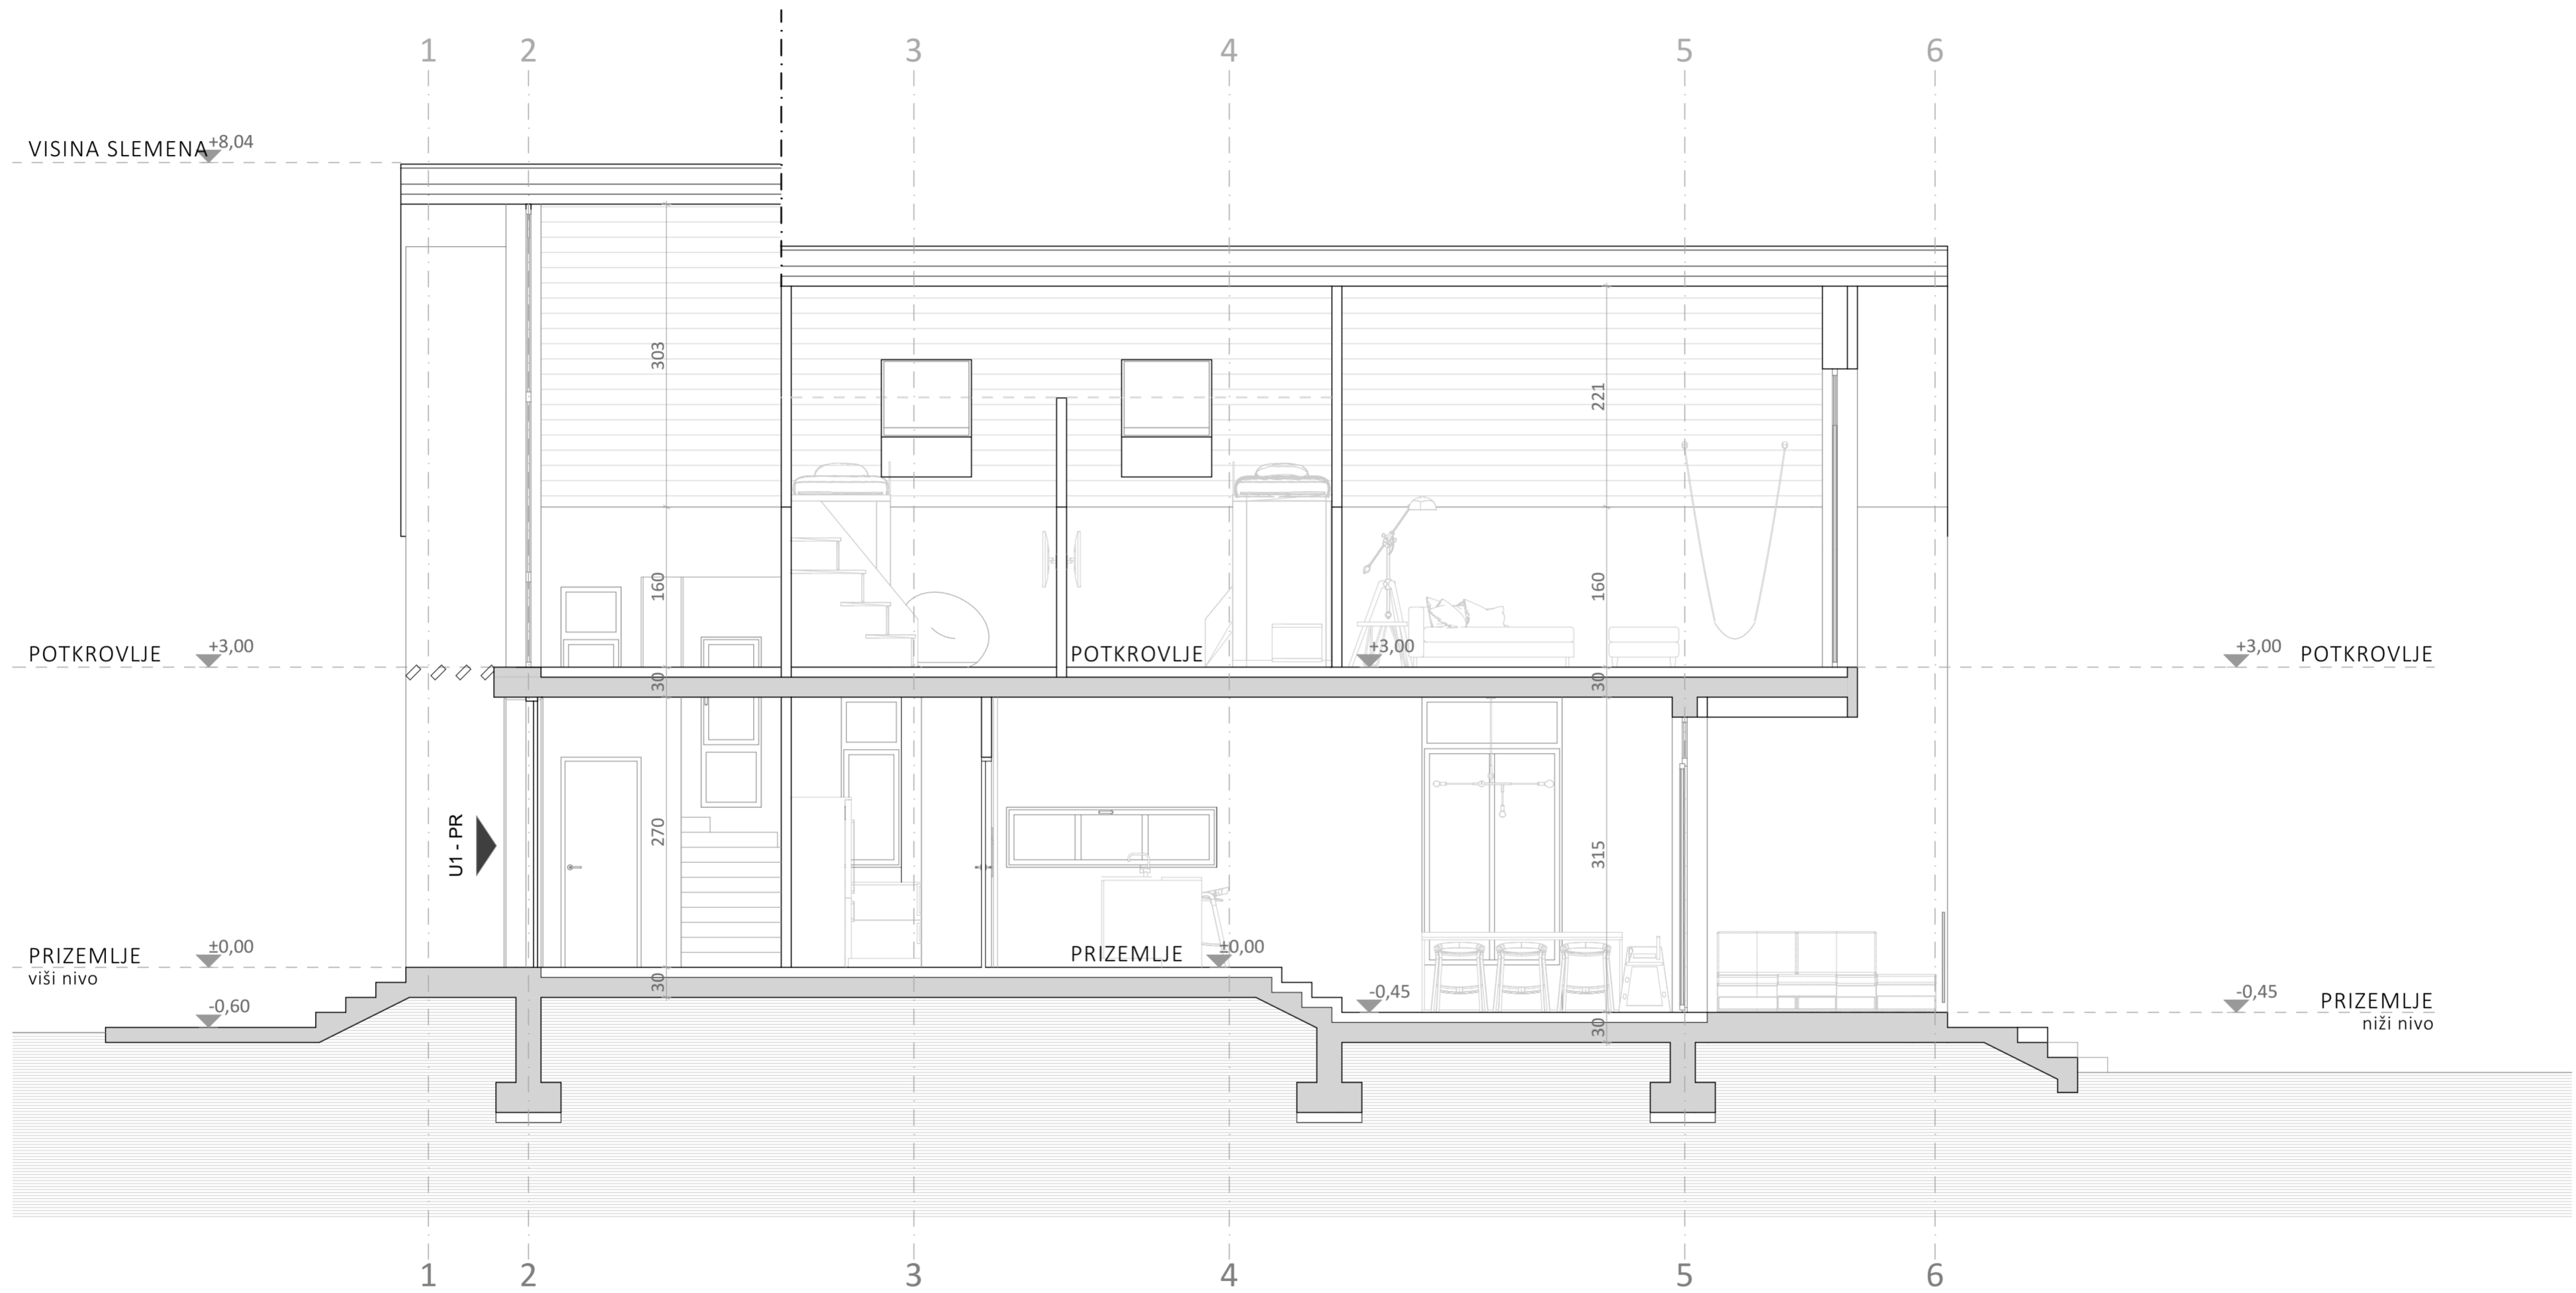 1 2 3 4 5 6
VISINA SLEMENA +8,04
303
221
160
160
POTKROVLJE +3,00
POTKROVLJE +3,00
+3,00 POTKROVLJE
30
30
U1 - PR
270
315
PRIZEMLJE ±0,00
viši nivo
PRIZEMLJE ±0,00
30
-0,60
-0,45
-0,45 PRIZEMLJE
niži nivo
30
1 2 3 4 5 6